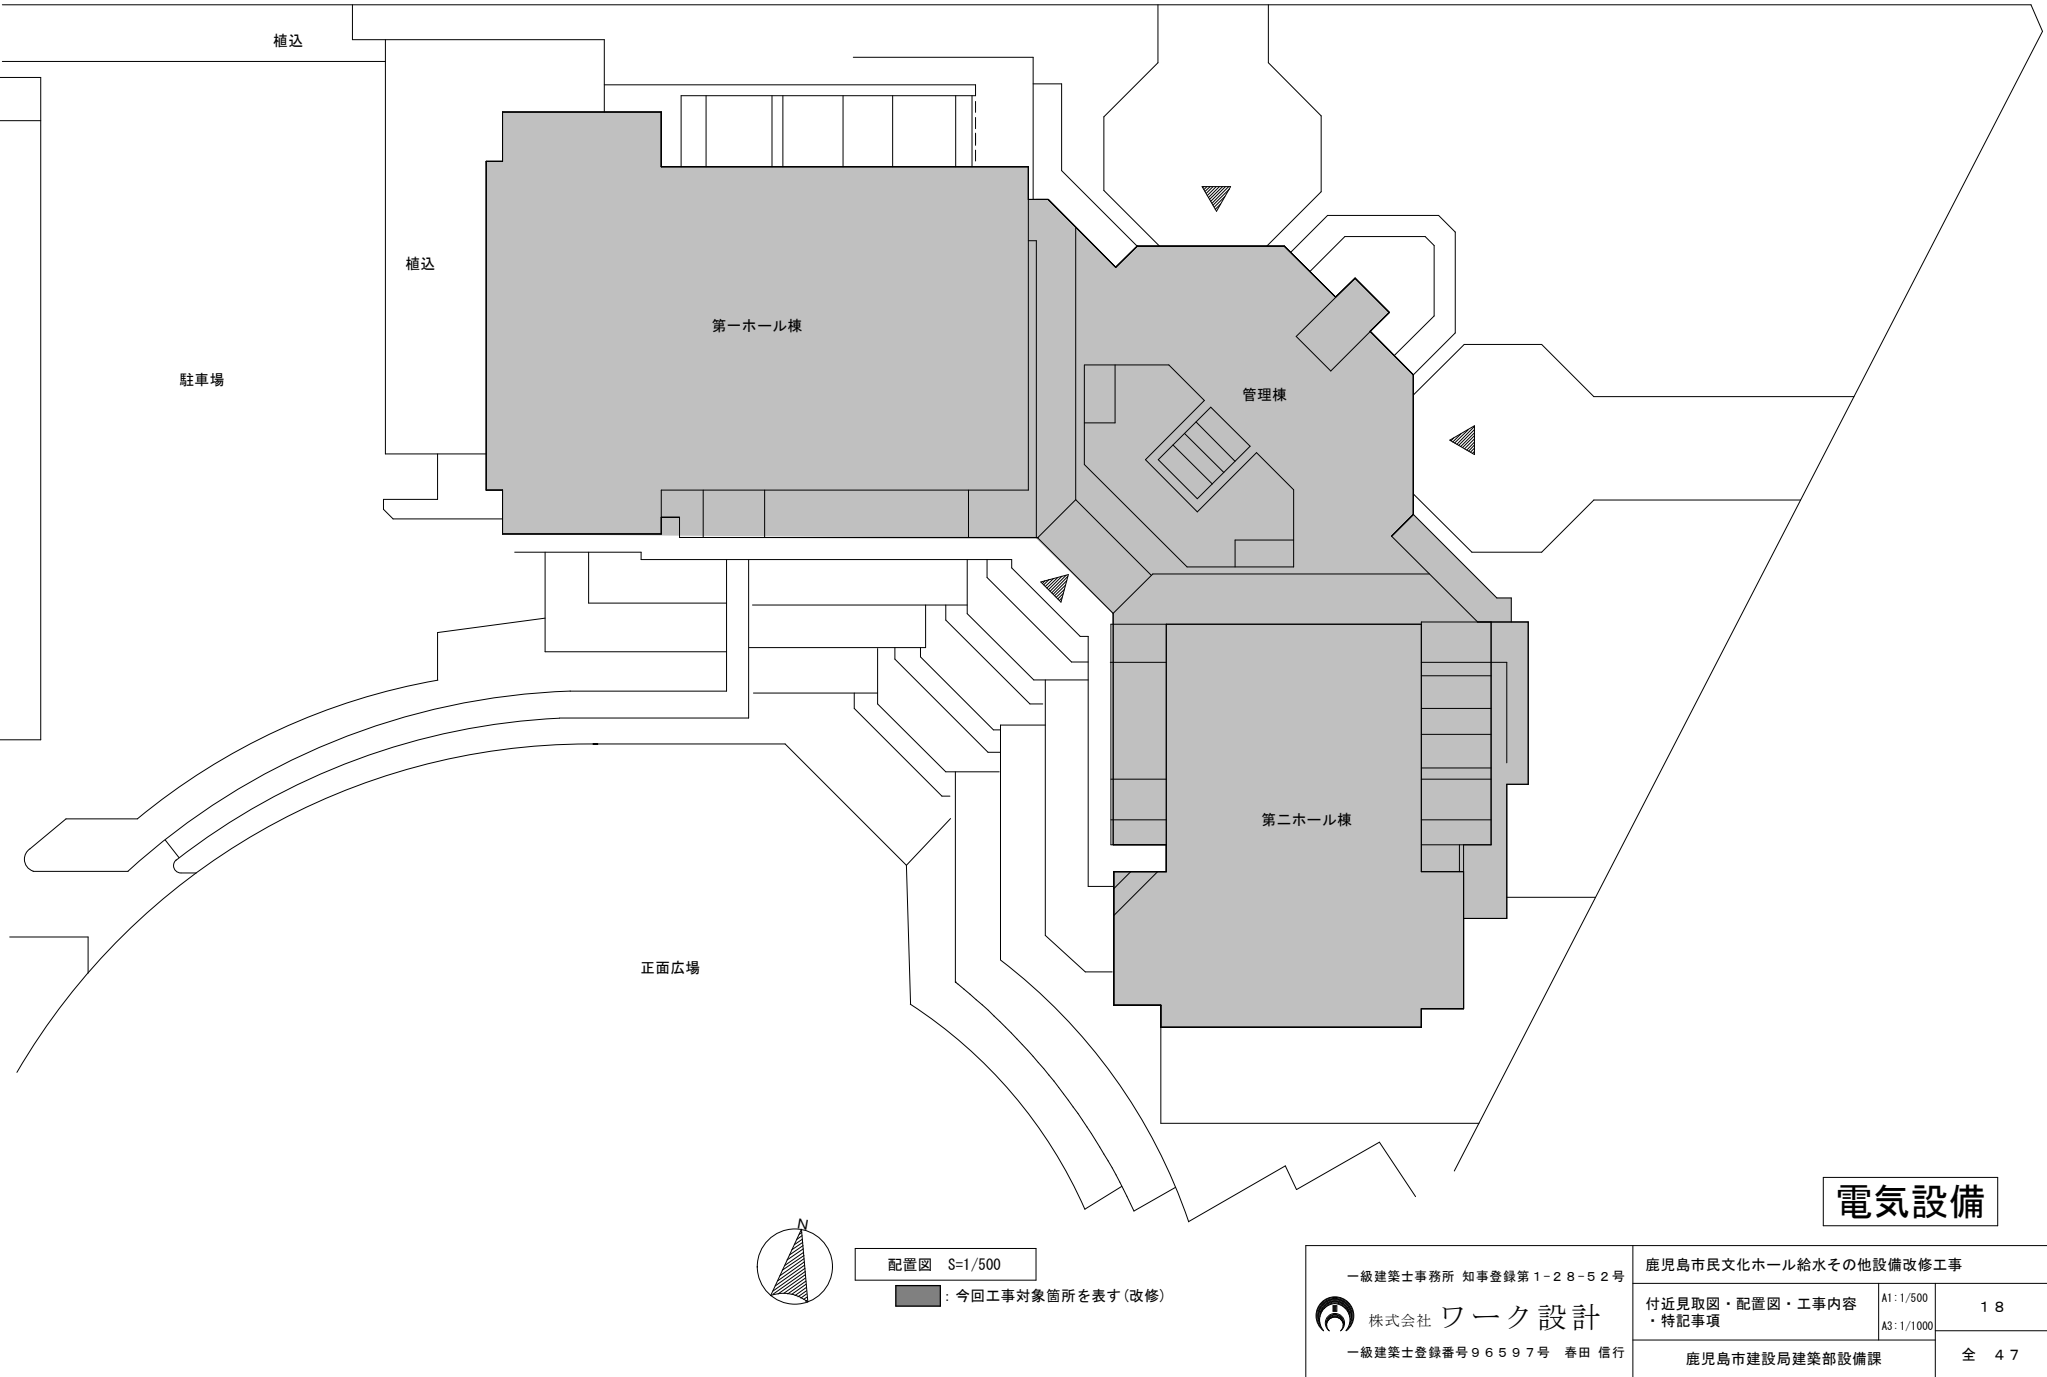 植込
植込
第一ホール棟
駐車場
管理棟
第二ホール棟
正面広場
電気設備
N
配置図 S=1/500
：今回工事対象箇所を表す(改修)
一級建築士事務所 知事登録第１-２８-５２号
株式会社 ワーク設計
一級建築士登録番号９６５９７号 春田 信行
鹿児島市民文化ホール給水その他設備改修工事
付近見取図・配置図・工事内容
・特記事項
A1:1/500
A3:1/1000
１８
鹿児島市建設局建築部設備課
全 ４７